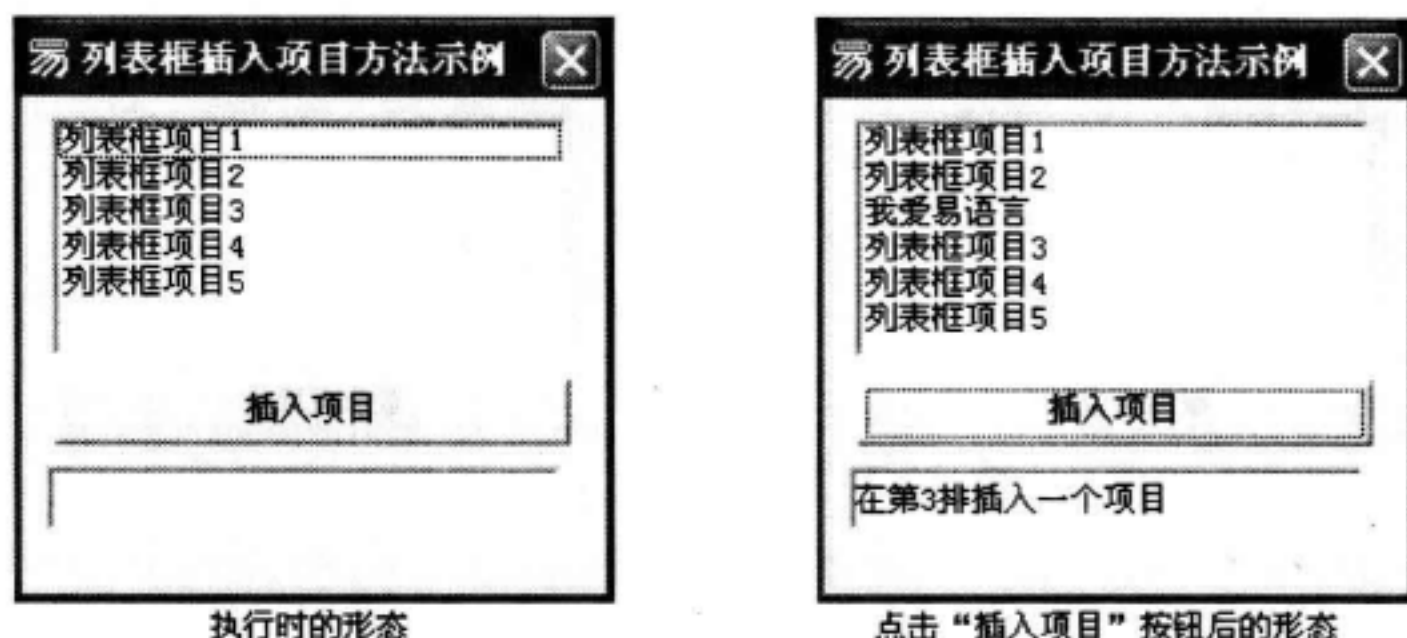 列表框插入项目方法示例
列表框项目1
列表框项目2
列表框项目3
列表框项目4
列表框项目5
插入项目
执行时的形态
列表框插入项目方法示例
列表框项目1
列表框项目2
我爱易语言
列表框项目3
列表框项目4
列表框项目5
插入项目
在第3排插入一个项目
点击“插入项目”按钮后的形态